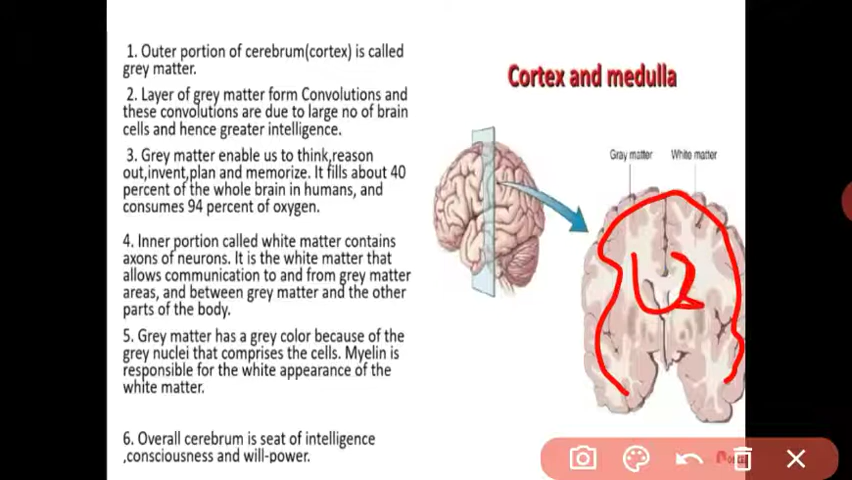 1. Outer portion of cerebrum(cortex) is called
grey matter.
2. Layer of grey matter form Convolutions and
these convolutions are due to large no of brain
cells and hence greater intelligence.
3. Grey matter enable us to think,reason
out,invent,plan and memorize. It fills about 40
percent of the whole brain in humans, and
consumes 94 percent of oxygen.
4. Inner portion called white matter contains
axons of neurons. It is the white matter that
allows communication to and from grey matter
areas, and between grey matter and the other
parts of the body.
5. Grey matter has a grey color because of the
grey nuclei that comprises the cells. Myelin is
responsible for the white appearance of the
white matter.
6. Overall cerebrum is seat of intelligence
,consciousness and will-power.
Cortex and medulla
Gray matter White matter